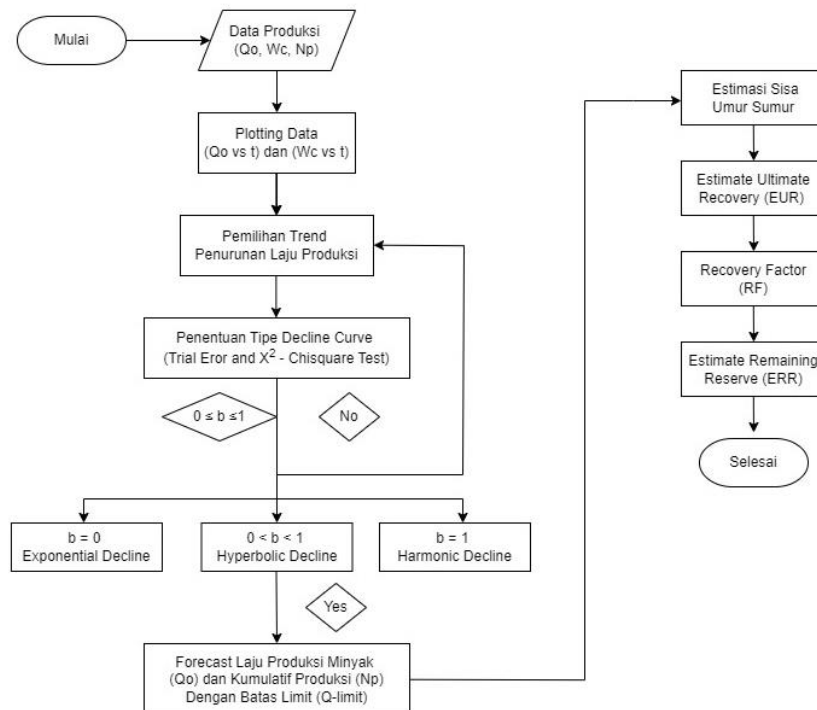 Mulai
Data Produksi
(Qo, Wc, Np)
Plotting Data
(Qo vs t) dan (Wc vs t)
Pemilihan Trend
Penurunan Laju Produksi
Penentuan Tipe Decline Curve
(Trial Eror and X² - Chisquare Test)
0 ≤ b ≤1
No
b = 0
Exponential Decline
0 < b < 1
Hyperbolic Decline
b = 1
Harmonic Decline
Yes
Forecast Laju Produksi Minyak
(Qo) dan Kumulatif Produksi (Np)
Dengan Batas Limit (Q-limit)
Estimasi Sisa
Umur Sumur
Estimate Ultimate
Recovery (EUR)
Recovery Factor
(RF)
Estimate Remaining
Reserve (ERR)
Selesai